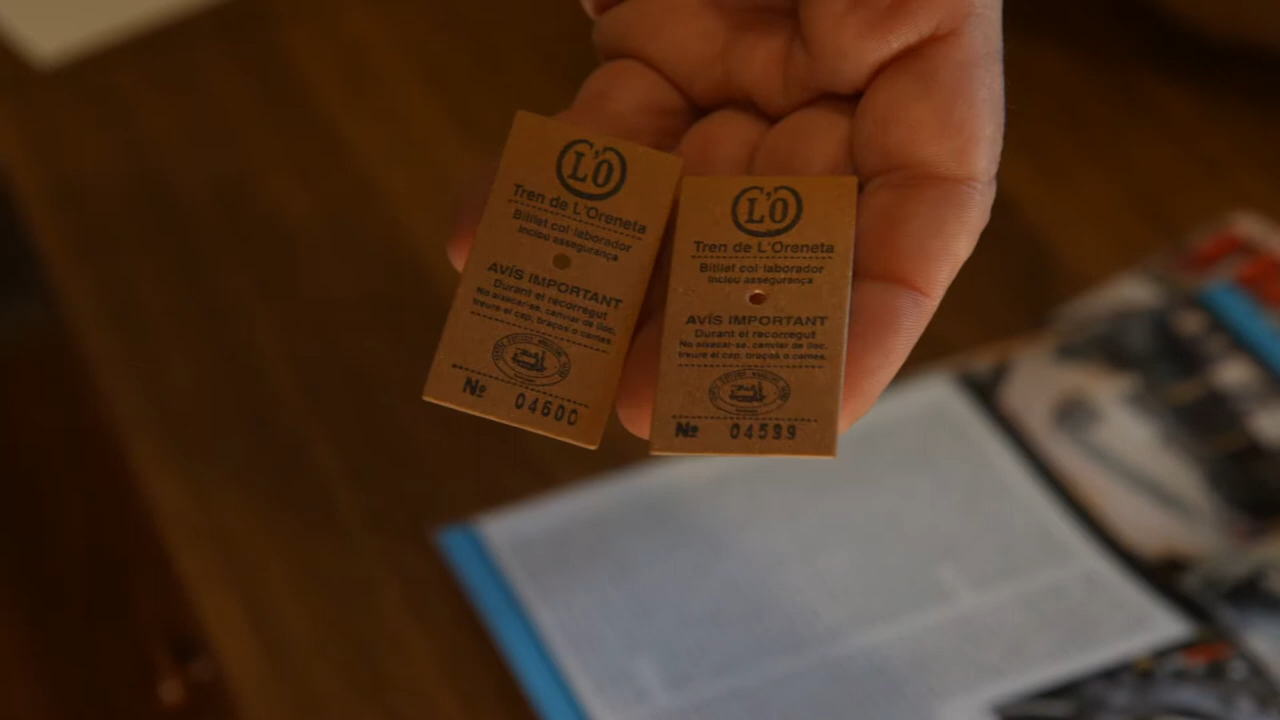 L'O
Tren de L'Oreneta
Bitllet col·laborador
Inclou assegurança
AVÍS IMPORTANT
Durant el recorregut
No aixecar-se, canviar de lloc,
treure el cap, braços o cames.
Nº 04600
L'O
Tren de L'Oreneta
Bitllet col·laborador
Inclou assegurança
AVÍS IMPORTANT
Durant el recorregut
No aixecar-se, canviar de lloc,
treure el cap, braços o cames.
Nº 04599